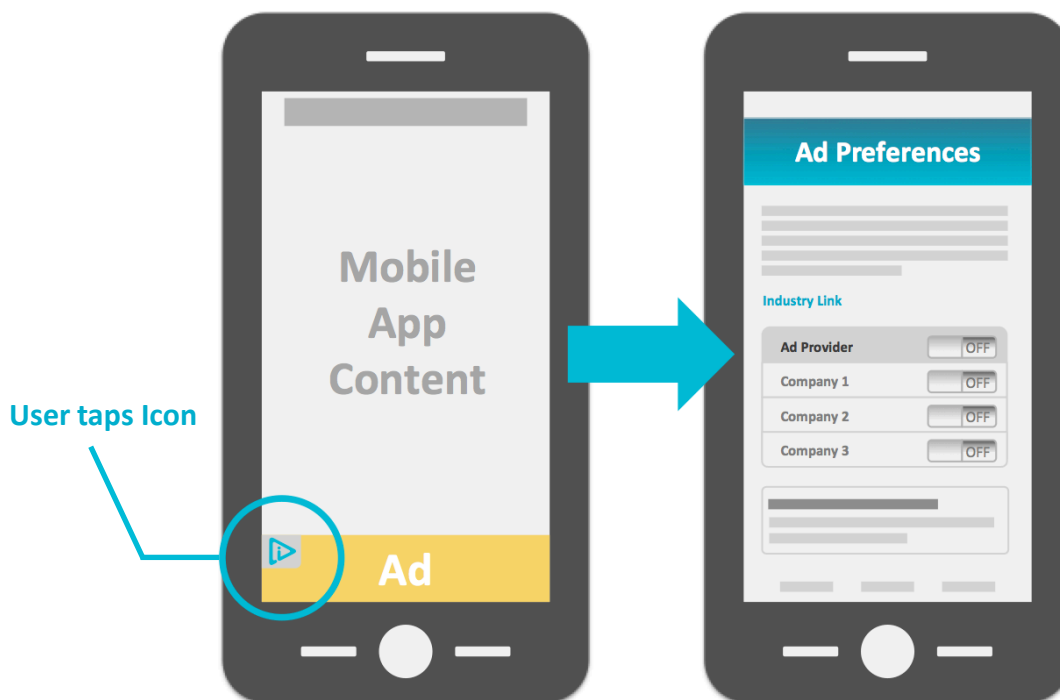 User taps Icon
Mobile
App
Content
i
Ad
Ad Preferences
Industry Link
Ad Provider OFF
Company 1 OFF
Company 2 OFF
Company 3 OFF